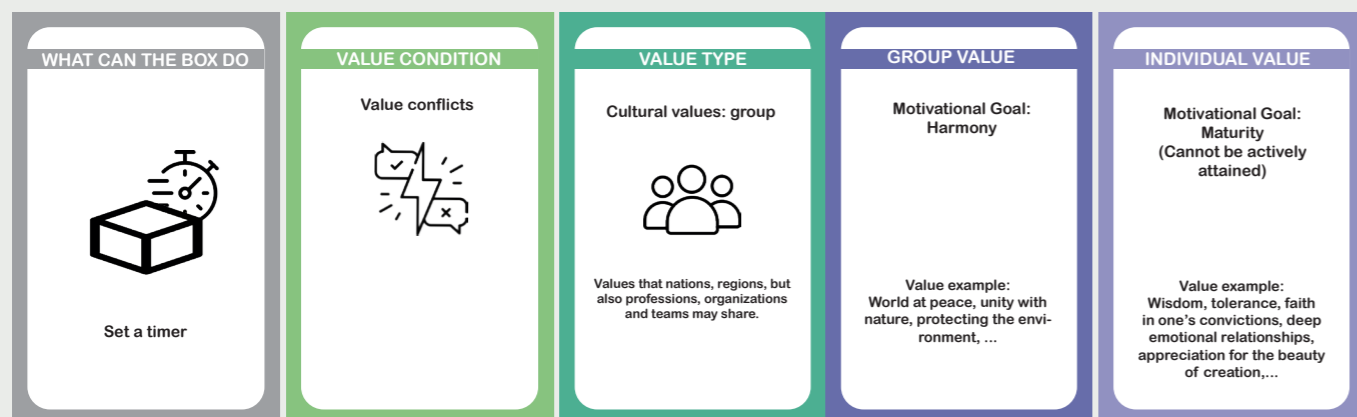 WHAT CAN THE BOX DO
Set a timer
VALUE CONDITION
Value conflicts
VALUE TYPE
Cultural values: group
Values that nations, regions, but
also professions, organizations
and teams may share.
GROUP VALUE
Motivational Goal:
Harmony
Value example:
World at peace, unity with
nature, protecting the envi-
ronment, ...
INDIVIDUAL VALUE
Motivational Goal:
Maturity
(Cannot be actively
attained)
Value example:
Wisdom, tolerance, faith
in one's convictions, deep
emotional relationships,
appreciation for the beauty
of creation,...